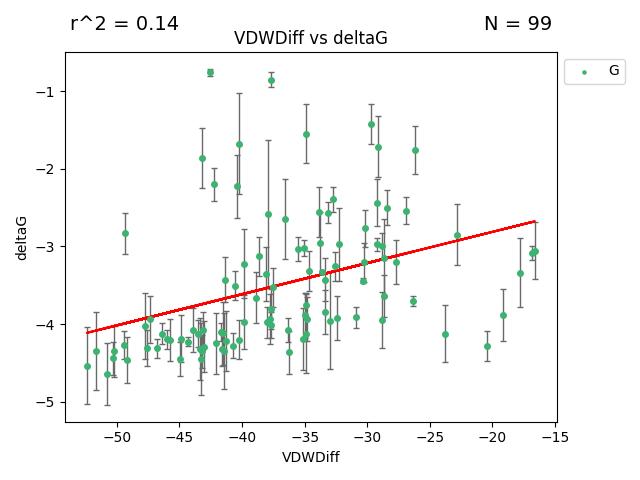 r^2 = 0.14
N = 99
VDWDiff vs deltaG
G
deltaG
−1
−2
−3
−4
−5
−50
−45
−40
−35
−30
−25
−20
−15
VDWDiff